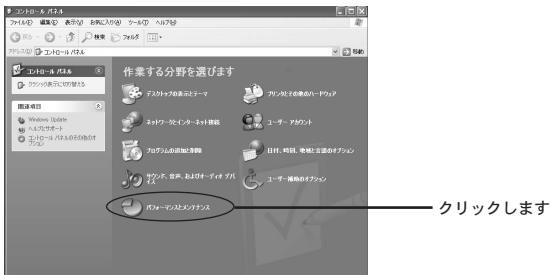 コントロール パネル
ファイル(F) 編集(E) 表示(V) お気に入り(A) ツール(T) ヘルプ(H)
戻る 検索 フォルダ
アドレス(D) コントロール パネル 移動
コントロール パネル
クラシック表示に切り替える
関連項目
Windows Update
ヘルプとサポート
コントロール パネルのその他のオプション
作業する分野を選びます
デスクトップの表示とテーマ
プリンタとその他のハードウェア
ネットワークとインターネット接続
ユーザー アカウント
プログラムの追加と削除
日付、時刻、地域と言語のオプション
サウンド、音声、およびオーディオ デバイス
ユーザー補助のオプション
パフォーマンスとメンテナンス
クリックします